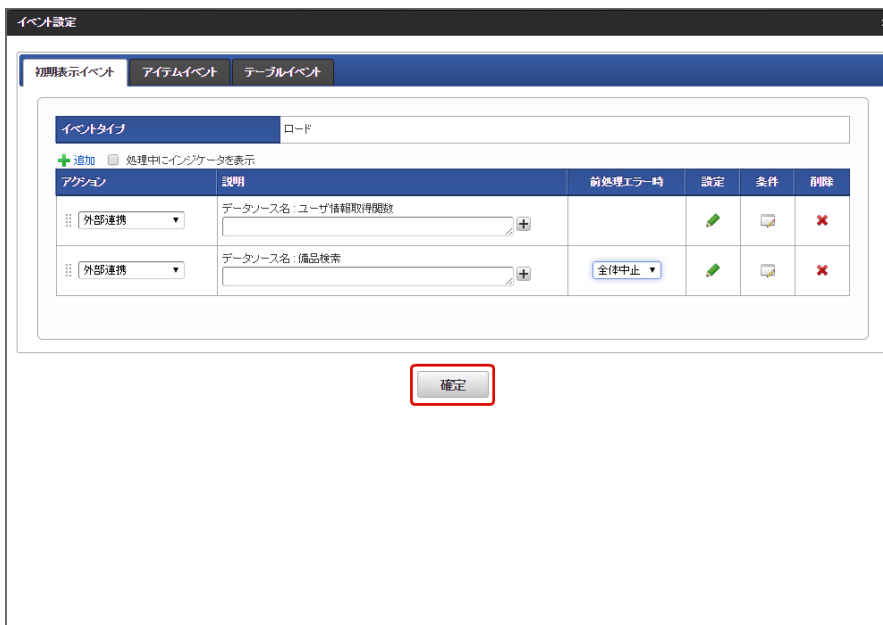 イベント設定
初期表示イベント アイテムイベント テーブルイベント
イベントタイプ ロード
追加 処理中にインジケータを表示
アクション 説明 前処理エラー時 設定 条件 削除
データソース名 : ユーザ情報取得関数
外部連携
データソース名 : 備品検索
外部連携 全体中止
確定